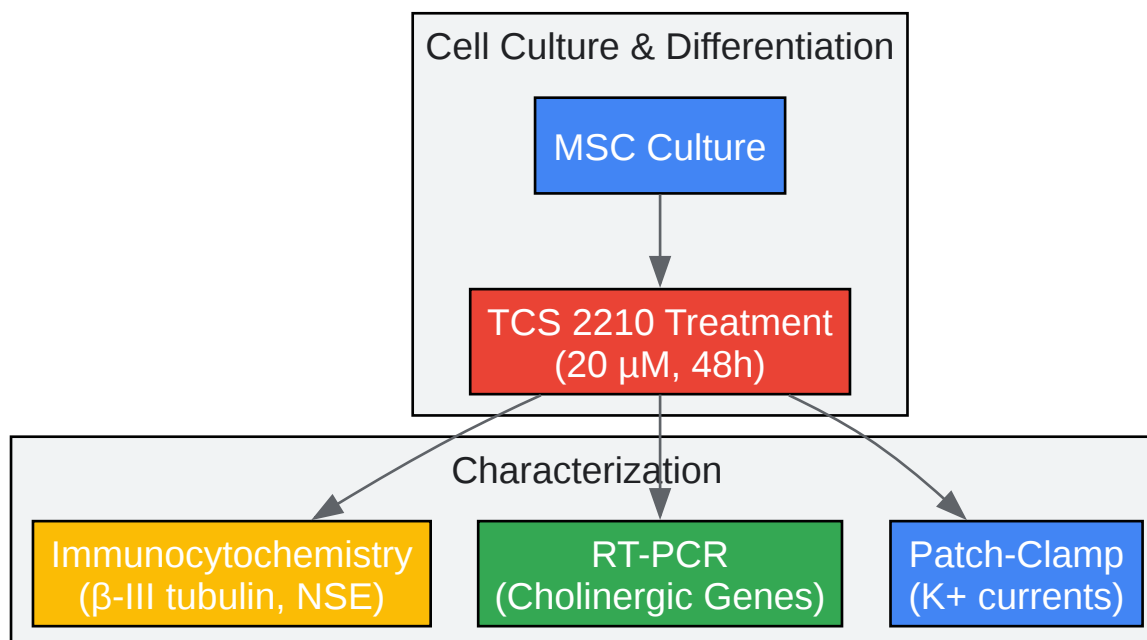 Cell Culture & Differentiation
MSC Culture
TCS 2210 Treatment
(20 µM, 48h)
Characterization
Immunocytochemistry
(β-III tubulin, NSE)
RT-PCR
(Cholinergic Genes)
Patch-Clamp
(K+ currents)